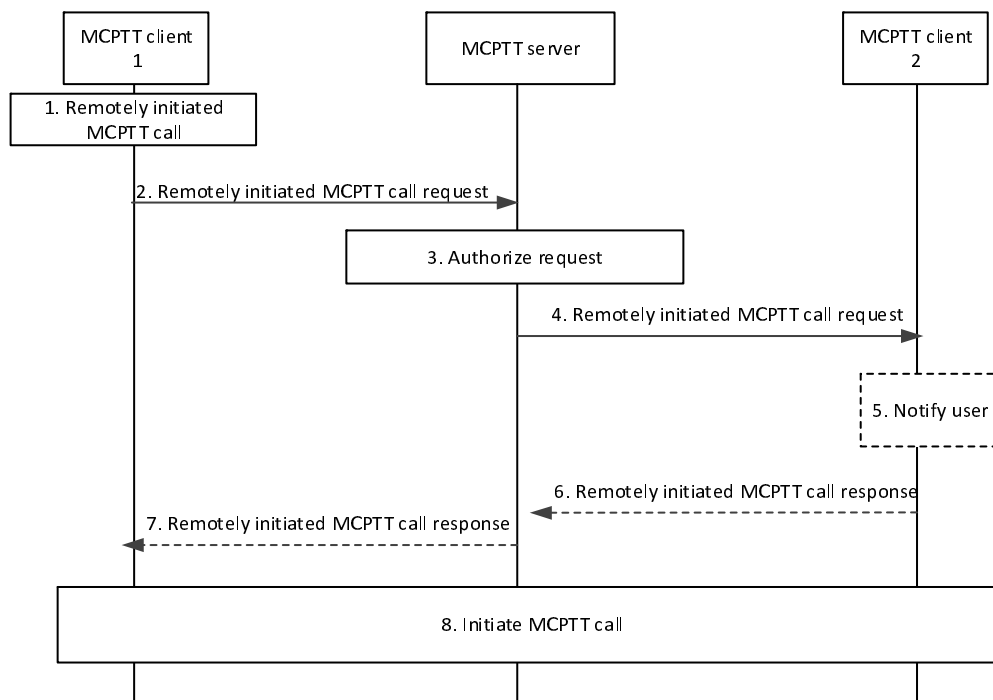 MCPTT client
1
MCPTT server
MCPTT client
2
1. Remotely initiated
MCPTT call
2. Remotely initiated MCPTT call request
3. Authorize request
4. Remotely initiated MCPTT call request
5. Notify user
6. Remotely initiated MCPTT call response
7. Remotely initiated MCPTT call response
8. Initiate MCPTT call